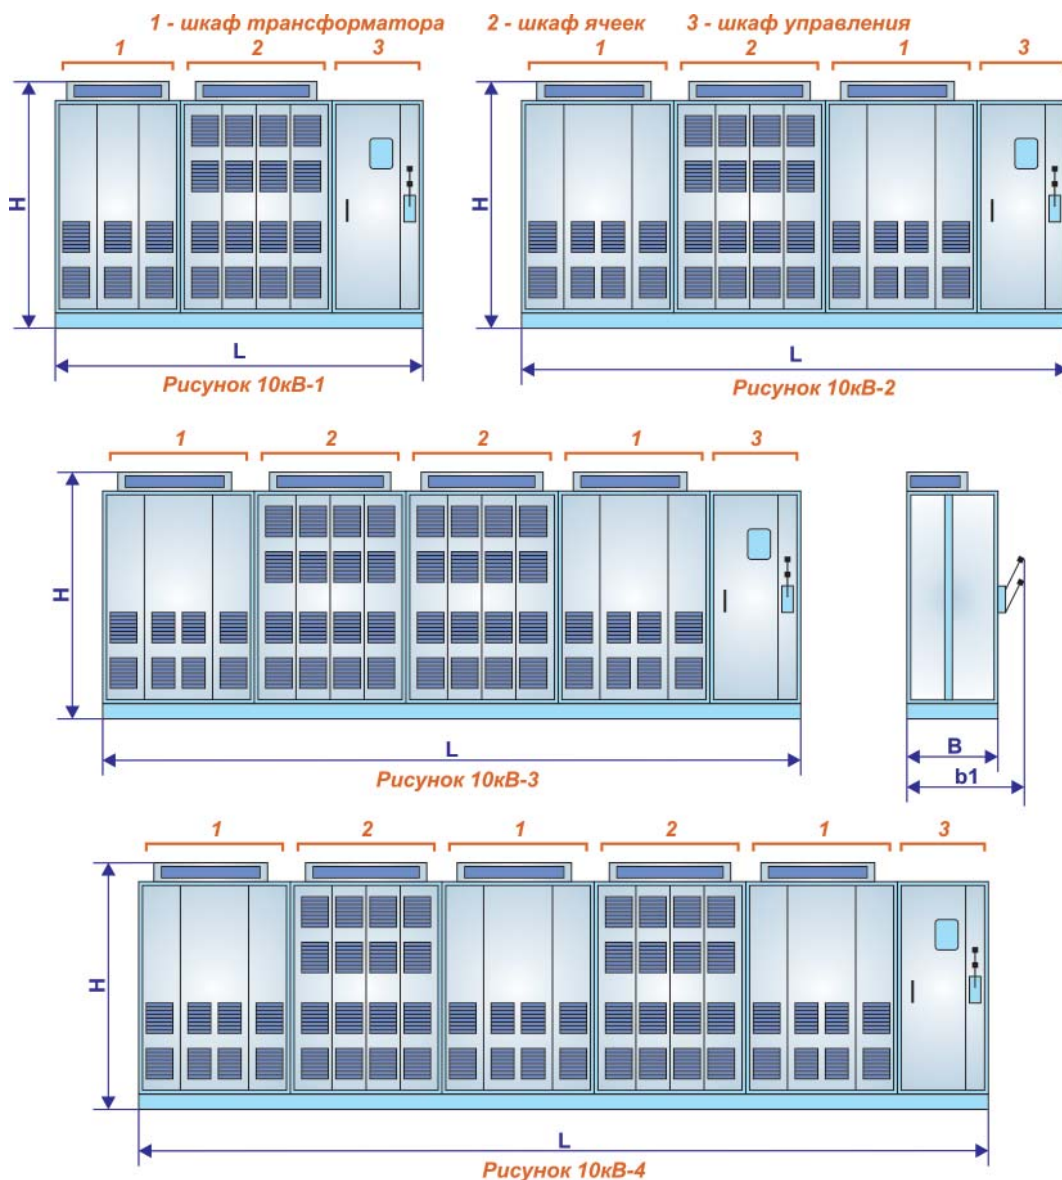 1 - шкаф трансформатора 2 - шкаф ячеек 3 - шкаф управления
1 2 3
H
L
Рисунок 10кВ-1
1 2 1 3
H
L
Рисунок 10кВ-2
1 2 2 1 3
H
L
Рисунок 10кВ-3
B
b1
1 2 1 2 1 3
H
L
Рисунок 10кВ-4